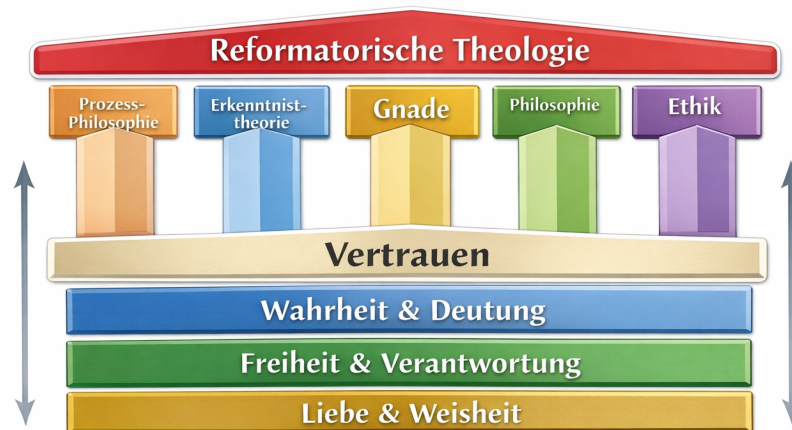 Reformatorische Theologie
Prozess-
Philosophie
Erkenntnist-
theorie
Gnade
Philosophie
Ethik
Vertrauen
Wahrheit & Deutung
Freiheit & Verantwortung
Liebe & Weisheit